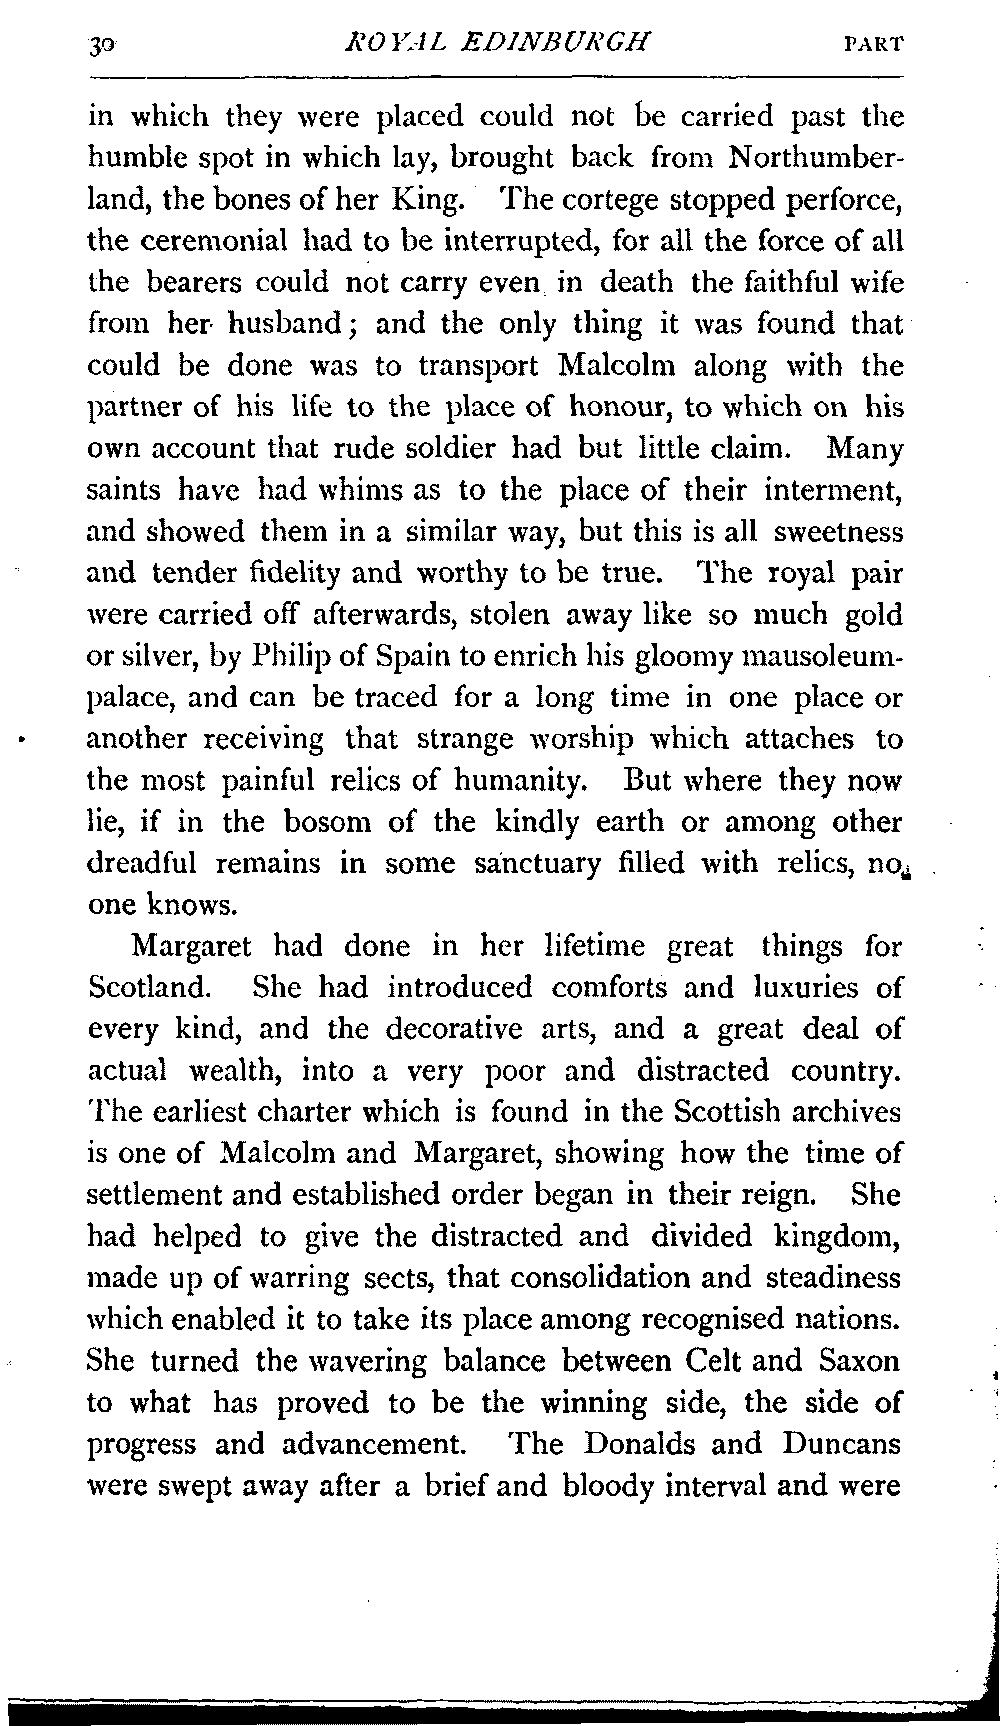 30 ROYAL EDINBURGH PART
in which they were placed could not be carried past the
humble spot in which lay, brought back from Northumber-
land, the bones of her King. The cortege stopped perforce,
the ceremonial had to be interrupted, for all the force of all
the bearers could not carry even in death the faithful wife
from her husband; and the only thing it was found that
could be done was to transport Malcolm along with the
partner of his life to the place of honour, to which on his
own account that rude soldier had but little claim. Many
saints have had whims as to the place of their interment,
and showed them in a similar way, but this is all sweetness
and tender fidelity and worthy to be true. The royal pair
were carried off afterwards, stolen away like so much gold
or silver, by Philip of Spain to enrich his gloomy mausoleum-
palace, and can be traced for a long time in one place or
another receiving that strange worship which attaches to
the most painful relics of humanity. But where they now
lie, if in the bosom of the kindly earth or among other
dreadful remains in some sanctuary filled with relics, no
one knows.
Margaret had done in her lifetime great things for
Scotland. She had introduced comforts and luxuries of
every kind, and the decorative arts, and a great deal of
actual wealth, into a very poor and distracted country.
The earliest charter which is found in the Scottish archives
is one of Malcolm and Margaret, showing how the time of
settlement and established order began in their reign. She
had helped to give the distracted and divided kingdom,
made up of warring sects, that consolidation and steadiness
which enabled it to take its place among recognised nations.
She turned the wavering balance between Celt and Saxon
to what has proved to be the winning side, the side of
progress and advancement. The Donalds and Duncans
were swept away after a brief and bloody interval and were